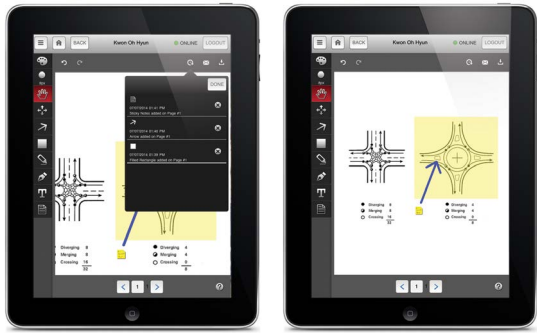 BACK
Kwon Oh Hyun
ONLINE
LOGOUT
DONE
07/07/2014 01:41 PM
Sticky Notes added on Page #1
07/07/2014 01:40 PM
Arrow added on Page #1
07/07/2014 01:39 PM
Filled Rectangle added on Page #1
T
Diverging 8
Merging 8
Crossing 16
32
Diverging 4
Merging 4
Crossing 0
8
< 1 >
?
BACK
Kwon Oh Hyun
ONLINE
LOGOUT
T
Diverging 8
Merging 8
Crossing 16
32
Diverging 4
Merging 4
Crossing 0
8
< 1 >
?